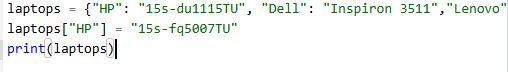 laptops = {"HP": "15s-du1115TU", "Dell": "Inspiron 3511","Lenovo"
laptops["HP"] = "15s-fq5007TU"
print(laptops)